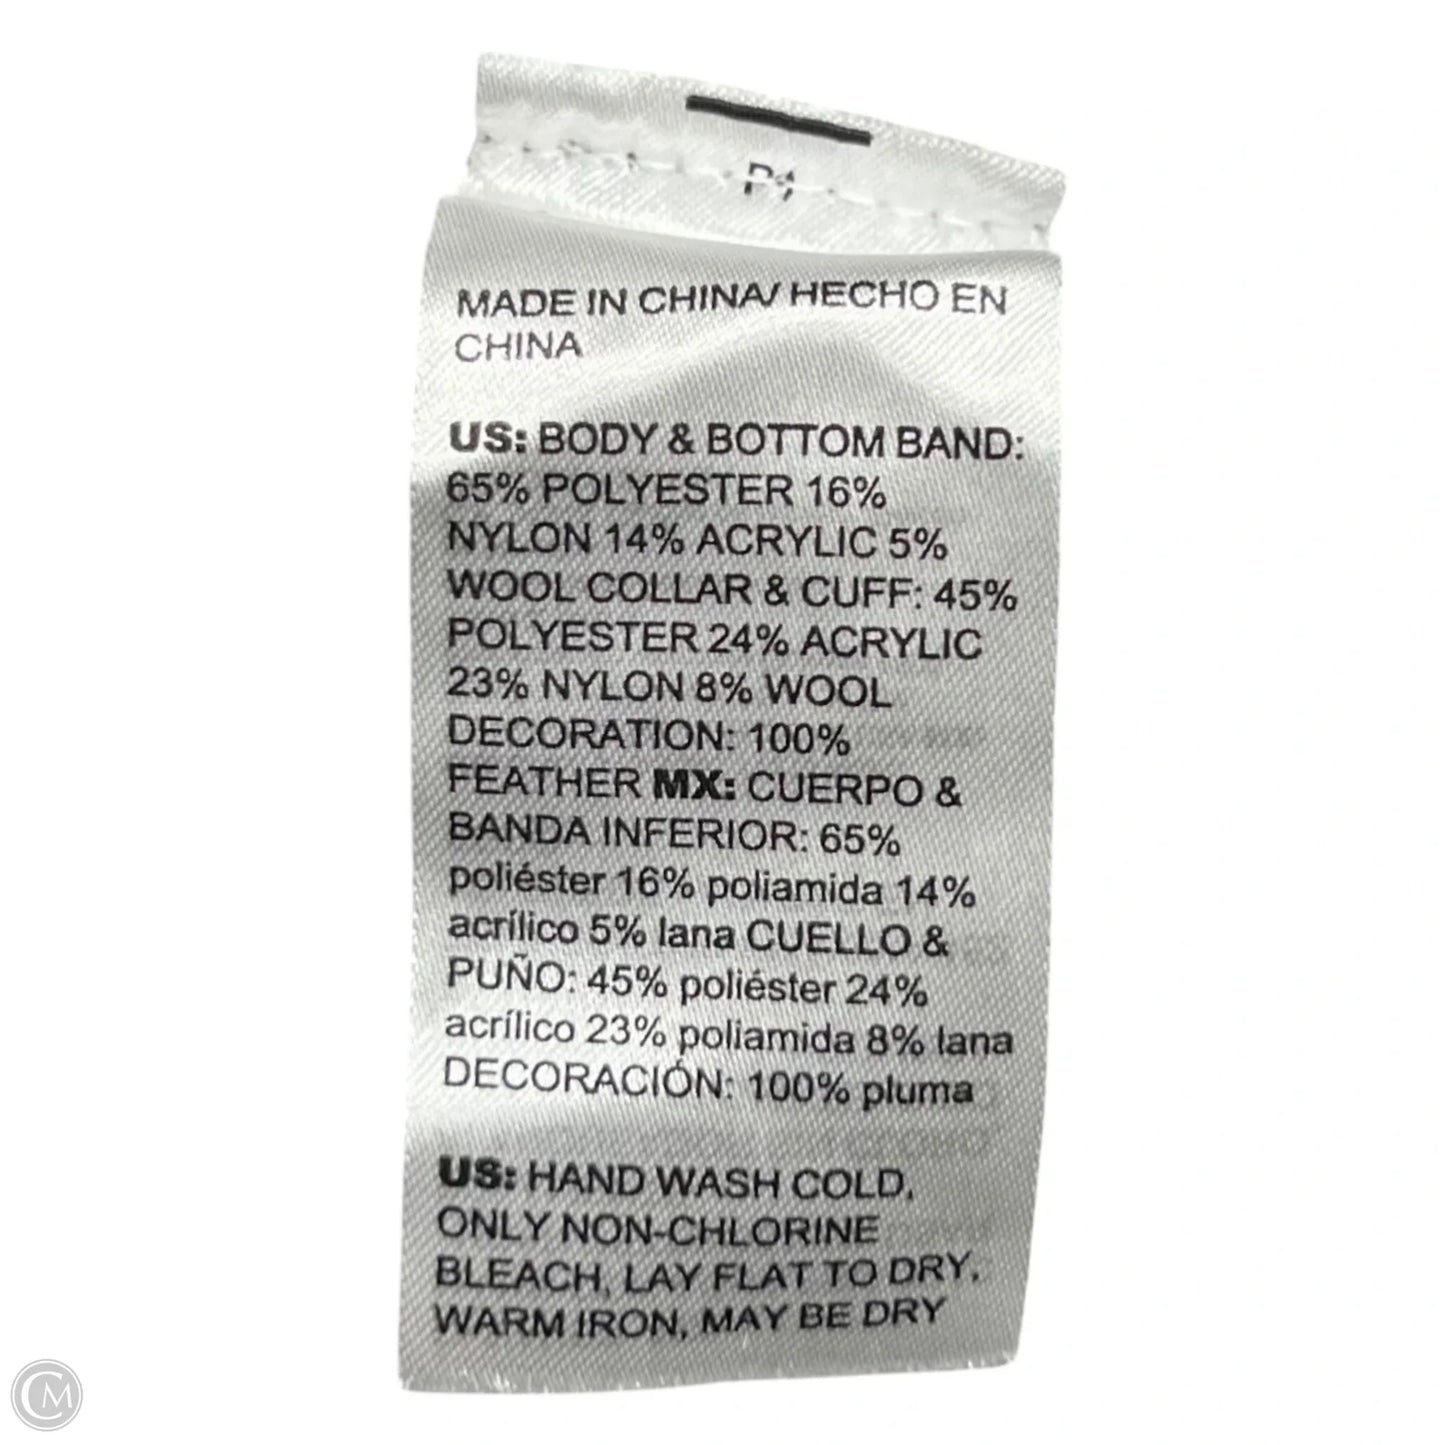 P1
MADE IN CHINA/ HECHO EN
CHINA
US: BODY & BOTTOM BAND:
65% POLYESTER 16%
NYLON 14% ACRYLIC 5%
WOOL COLLAR & CUFF: 45%
POLYESTER 24% ACRYLIC
23% NYLON 8% WOOL
DECORATION: 100%
FEATHER MX: CUERPO &
BANDA INFERIOR: 65%
poliéster 16% poliamida 14%
acrílico 5% lana CUELLO &
PUÑO: 45% poliéster 24%
acrílico 23% poliamida 8% lana
DECORACIÓN: 100% pluma
US: HAND WASH COLD,
ONLY NON-CHLORINE
BLEACH, LAY FLAT TO DRY,
WARM IRON, MAY BE DRY
CM